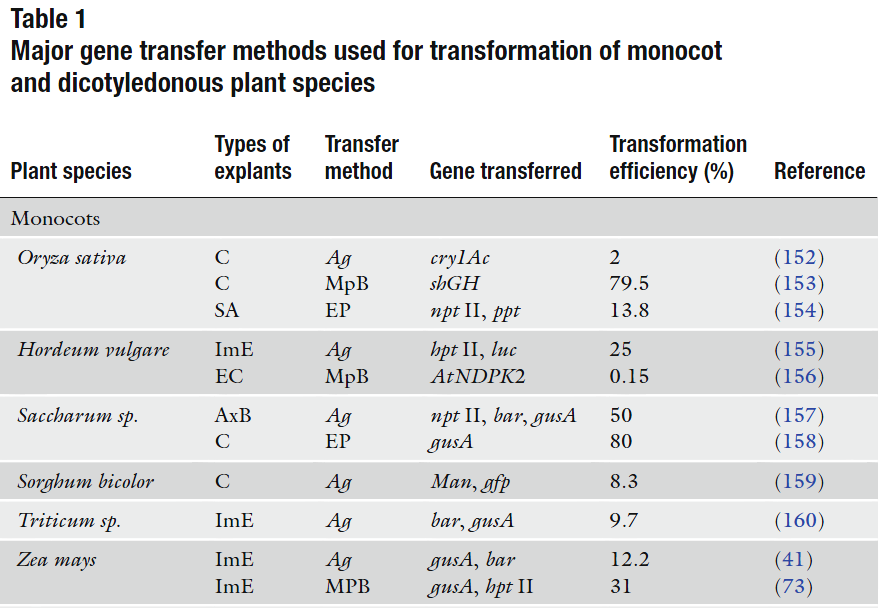 Table 1
Major gene transfer methods used for transformation of monocot
and dicotyledonous plant species
Types of Transfer Transformation
Plant species explants method Gene transferred efficiency (%) Reference
Monocots
Oryza sativa C Ag cry1Ac 2 (152)
C MpB shGH 79.5 (153)
SA EP npt II, ppt 13.8 (154)
Hordeum vulgare ImE Ag hpt II, luc 25 (155)
EC MpB AtNDPK2 0.15 (156)
Saccharum sp. AxB Ag npt II, bar, gusA 50 (157)
C EP gusA 80 (158)
Sorghum bicolor C Ag Man, gfp 8.3 (159)
Triticum sp. ImE Ag bar, gusA 9.7 (160)
Zea mays ImE Ag gusA, bar 12.2 (41)
ImE MPB gusA, hpt II 31 (73)